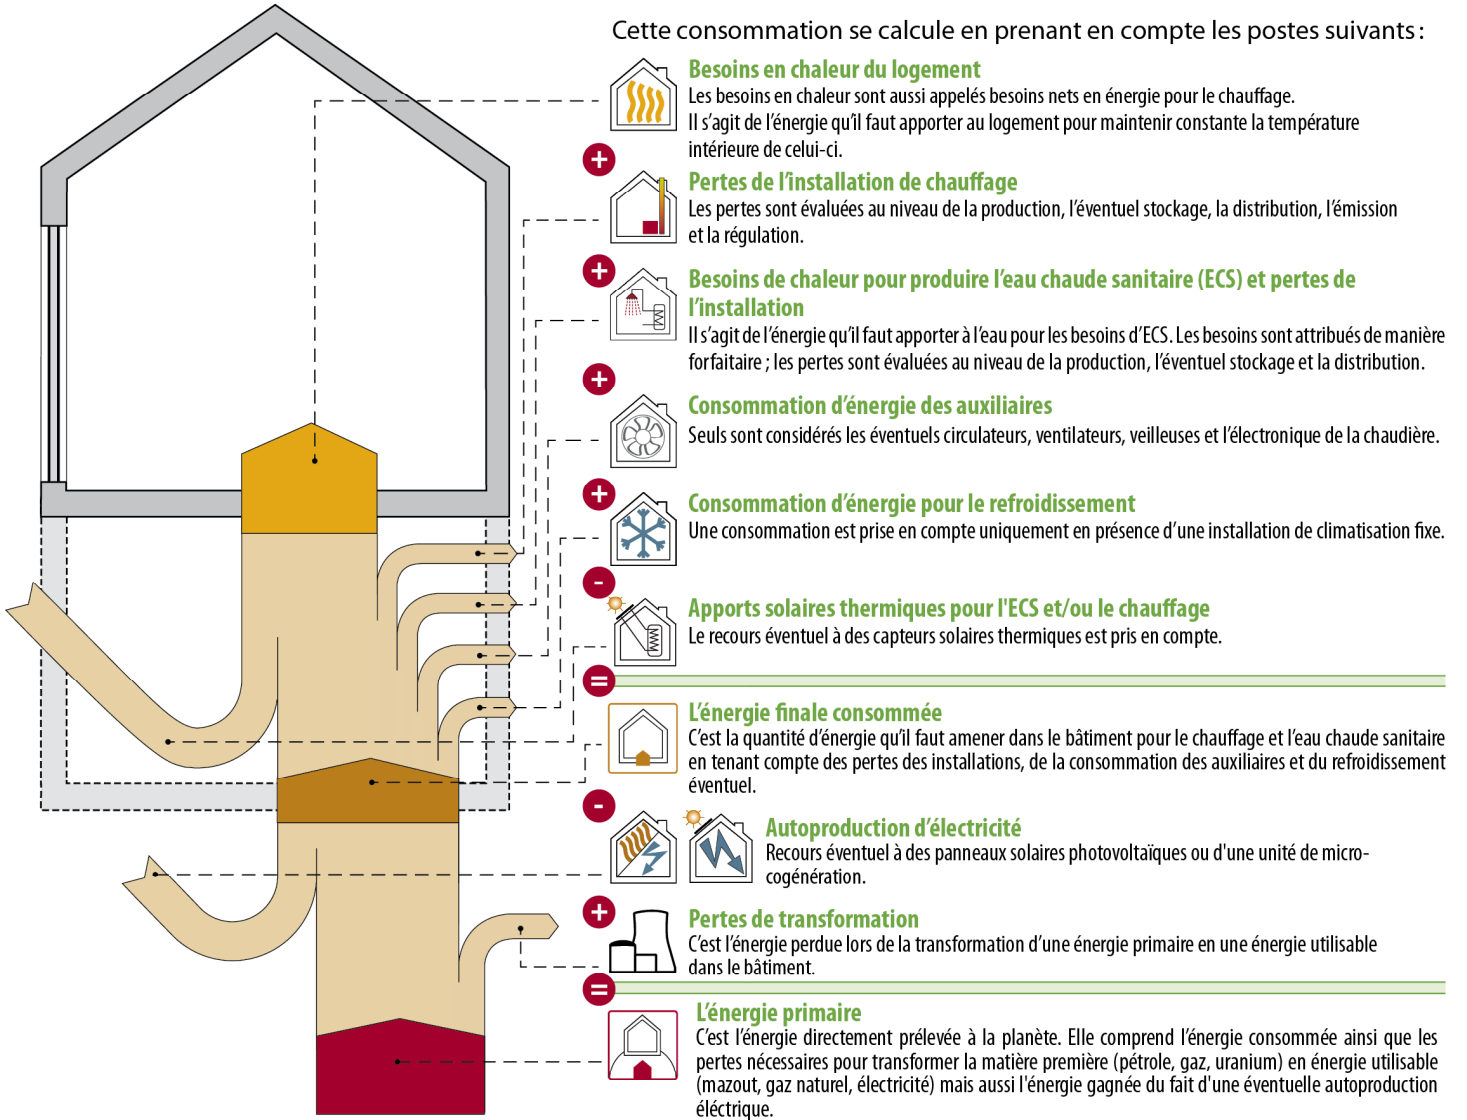 Cette consommation se calcule en prenant en compte les postes suivants :
Besoins en chaleur du logement
Les besoins en chaleur sont aussi appelés besoins nets en énergie pour le chauffage.
Il s'agit de l'énergie qu'il faut apporter au logement pour maintenir constante la température
intérieure de celui-ci.
+
Pertes de l'installation de chauffage
Les pertes sont évaluées au niveau de la production, l'éventuel stockage, la distribution, l'émission
et la régulation.
+
Besoins de chaleur pour produire l'eau chaude sanitaire (ECS) et pertes de
l'installation
Il s'agit de l'énergie qu'il faut apporter à l'eau pour les besoins d'ECS. Les besoins sont attribués de manière
forfaitaire ; les pertes sont évaluées au niveau de la production, l'éventuel stockage et la distribution.
+
Consommation d'énergie des auxiliaires
Seuls sont considérés les éventuels circulateurs, ventilateurs, veilleuses et l'électronique de la chaudière.
+
Consommation d'énergie pour le refroidissement
Une consommation est prise en compte uniquement en présence d'une installation de climatisation fixe.
-
Apports solaires thermiques pour l'ECS et/ou le chauffage
Le recours éventuel à des capteurs solaires thermiques est pris en compte.
=
L'énergie finale consommée
C'est la quantité d'énergie qu'il faut amener dans le bâtiment pour le chauffage et l'eau chaude sanitaire
en tenant compte des pertes des installations, de la consommation des auxiliaires et du refroidissement
éventuel.
-
Autoproduction d'électricité
Recours éventuel à des panneaux solaires photovoltaïques ou d'une unité de micro-
cogénération.
+
Pertes de transformation
C'est l'énergie perdue lors de la transformation d'une énergie primaire en une énergie utilisable
dans le bâtiment.
=
L'énergie primaire
C'est l'énergie directement prélevée à la planète. Elle comprend l'énergie consommée ainsi que les
pertes nécessaires pour transformer la matière première (pétrole, gaz, uranium) en énergie utilisable
(mazout, gaz naturel, électricité) mais aussi l'énergie gagnée du fait d'une éventuelle autoproduction
électrique.